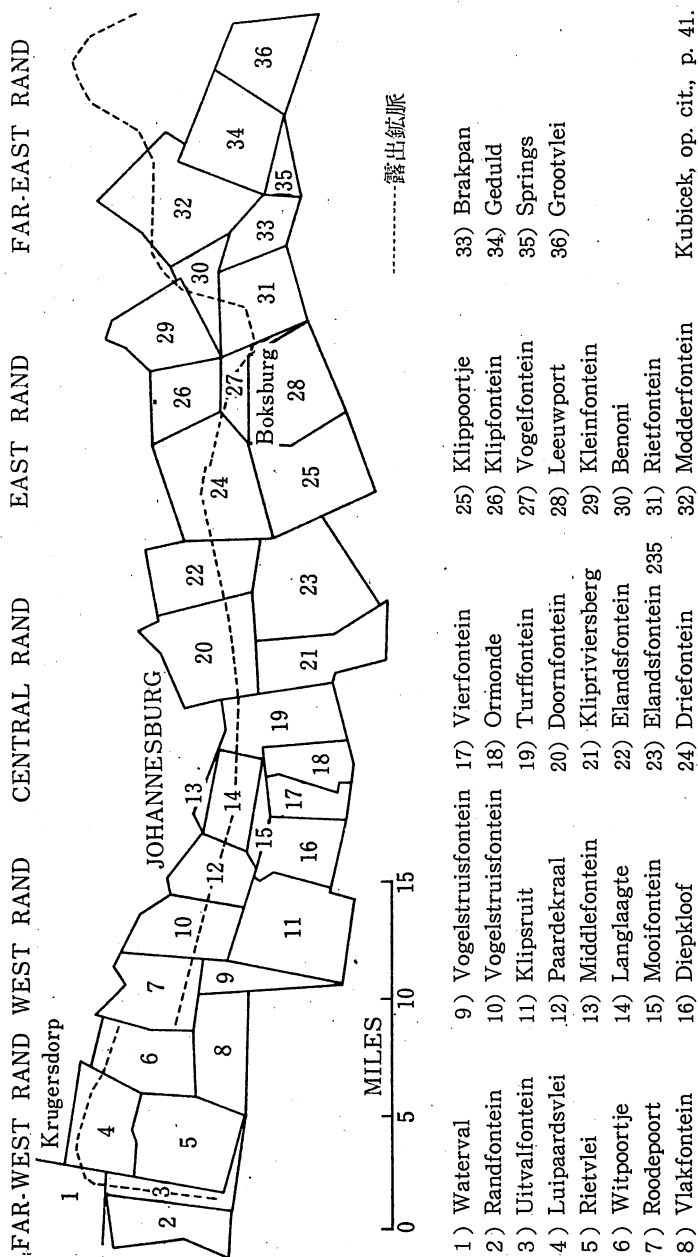 FAR-WEST RAND WEST RAND CENTRAL RAND EAST RAND FAR-EAST RAND
Krugersdorp
JOHANNESBURG
Boksburg
1
2
3
4
5
6
7
8
9
10
11
12
13
14
15
16
17
18
19
20
21
22
23
24
25
26
27
28
29
30
31
32
33
34
35
36
0 5 10 15
MILES
露出鉱脈
1) Waterval
2) Randfontein
3) Uitvalfontein
4) Luipaardsvlei
5) Rietvlei
6) Witpoortje
7) Roodepoort
8) Vlakfontein
9) Vogelstruisfontein
10) Vogelstruisfontein
11) Klipsruit
12) Paardekraal
13) Middlefontein
14) Langlaagte
15) Mooifontein
16) Diepkloof
17) Vierfontein
18) Ormonde
19) Turffontein
20) Doornfontein
21) Klipriviersberg
22) Elandsfontein
23) Elandsfontein 235
24) Driefontein
25) Klippoortje
26) Klipfontein
27) Vogelfontein
28) Leeuwport
29) Kleinfontein
30) Benoni
31) Rietfontein
32) Modderfontein
33) Brakpan
34) Geduld
35) Springs
36) Grootvlei
Kubicek, op. cit., p. 41.